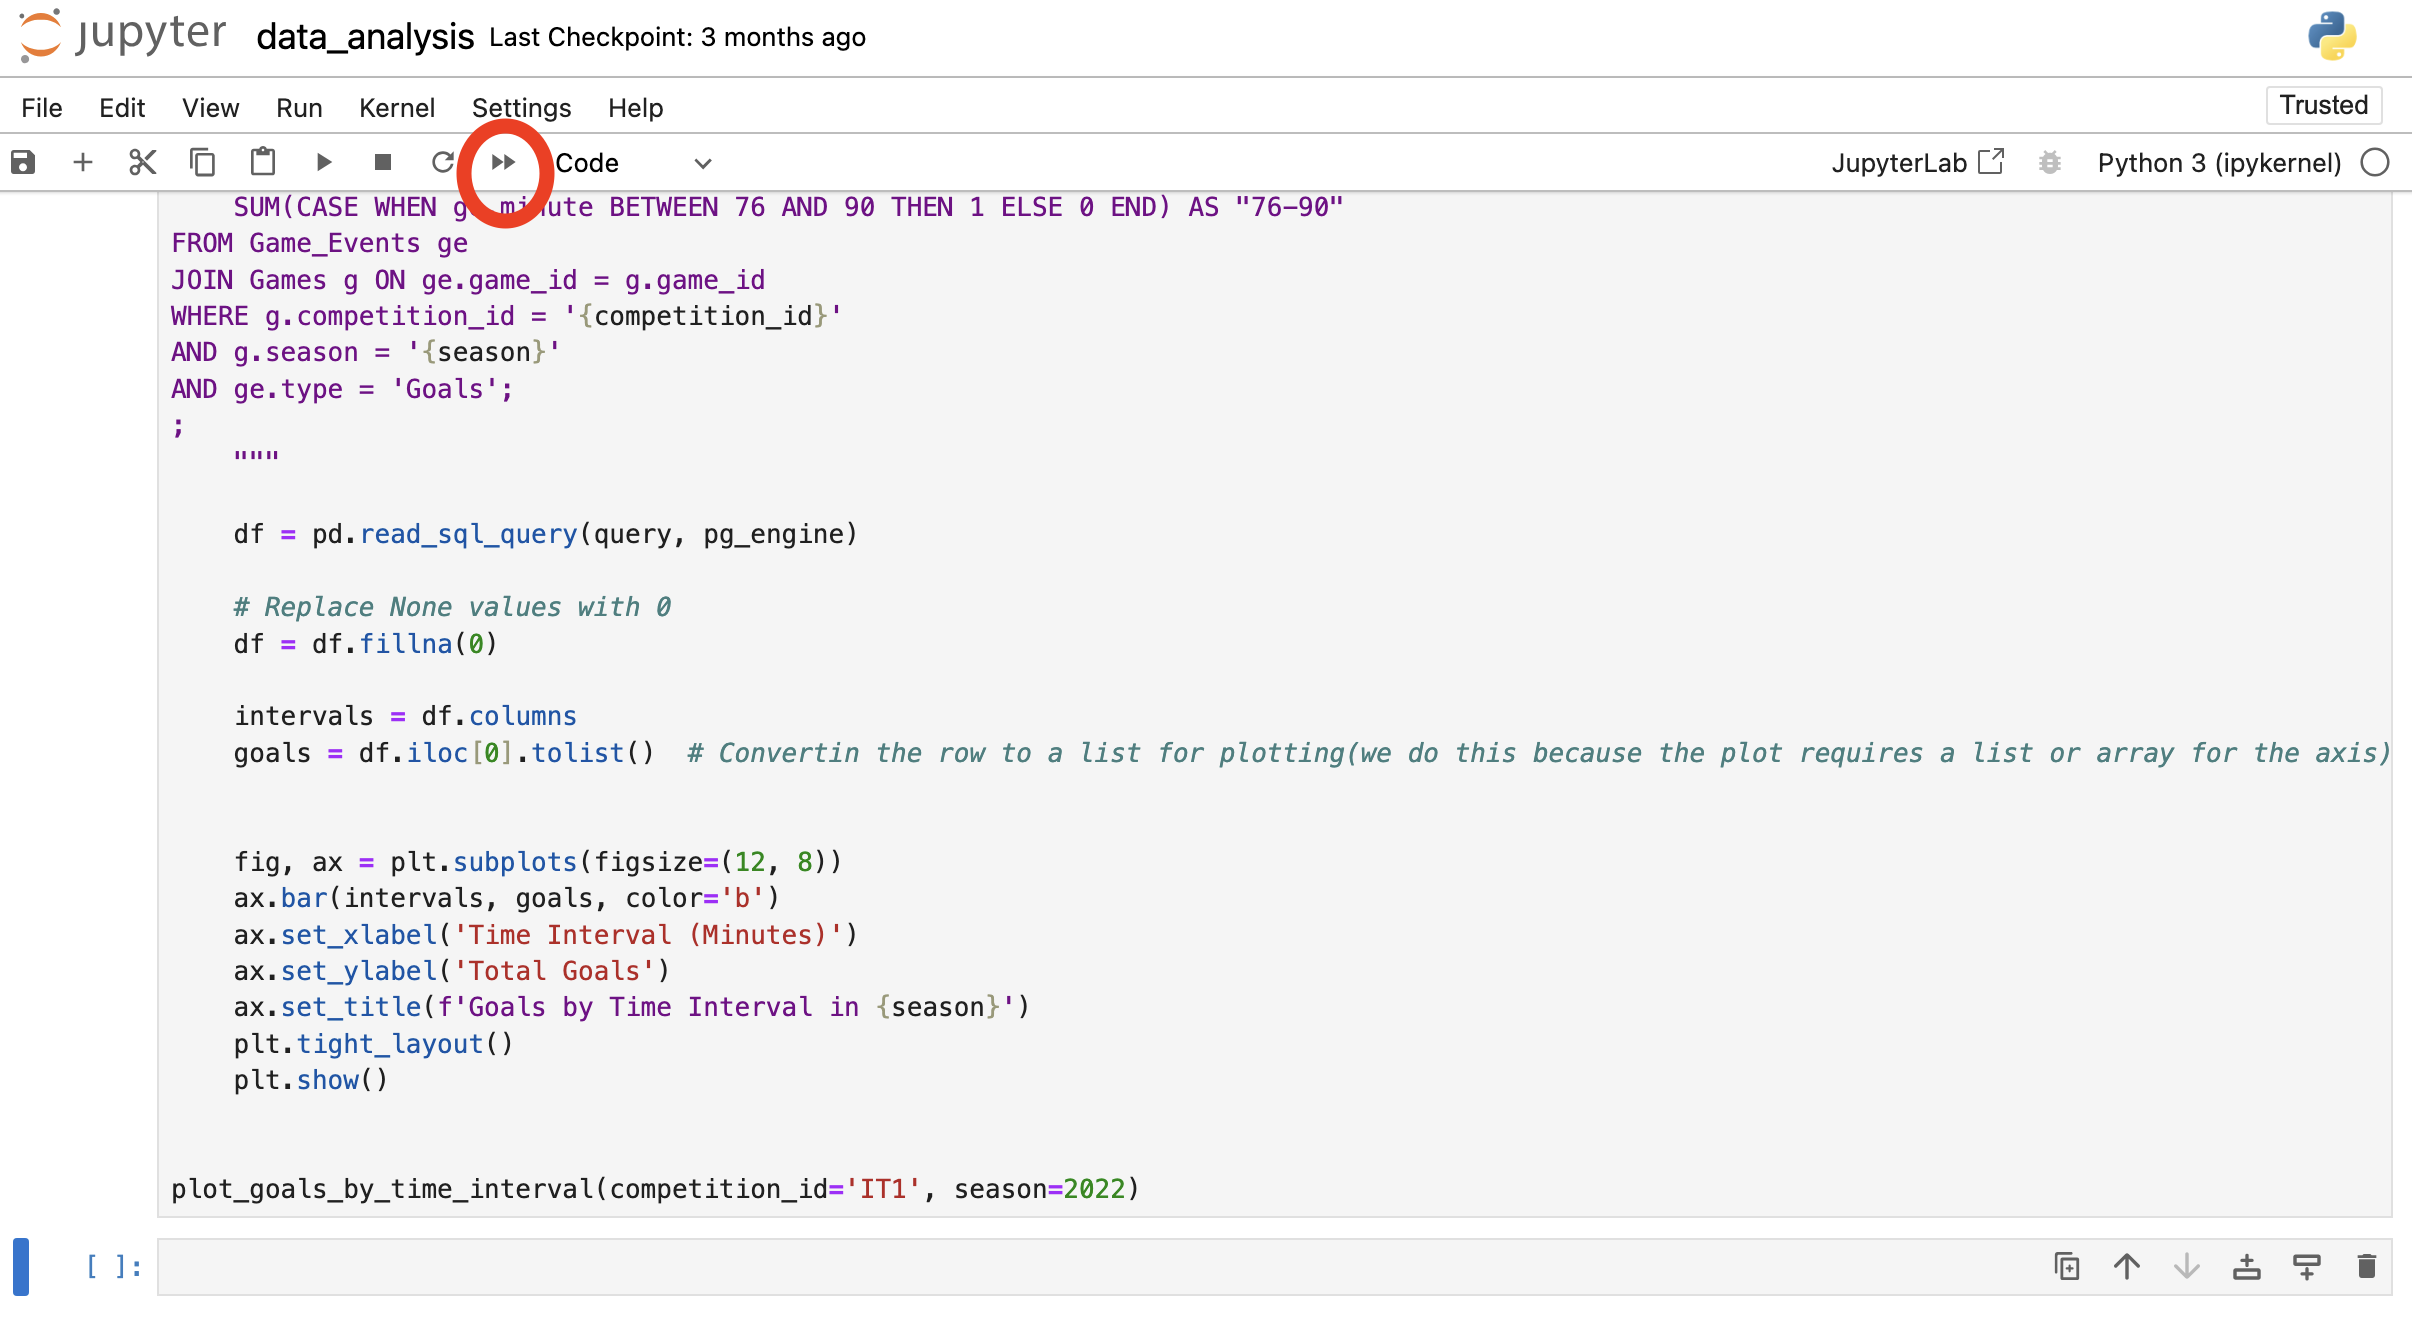 jupyter data_analysis Last Checkpoint: 3 months ago
File Edit View Run Kernel Settings Help Trusted
Code JupyterLab Python 3 (ipykernel)
SUM(CASE WHEN g minute BETWEEN 76 AND 90 THEN 1 ELSE 0 END) AS "76-90"
FROM Game_Events ge
JOIN Games g ON ge.game_id = g.game_id
WHERE g.competition_id = '{competition_id}'
AND g.season = '{season}'
AND ge.type = 'Goals';
;
"""
df = pd.read_sql_query(query, pg_engine)
# Replace None values with 0
df = df.fillna(0)
intervals = df.columns
goals = df.iloc[0].tolist()  # Convertin the row to a list for plotting(we do this because the plot requires a list or array for the axis)
fig, ax = plt.subplots(figsize=(12, 8))
ax.bar(intervals, goals, color='b')
ax.set_xlabel('Time Interval (Minutes)')
ax.set_ylabel('Total Goals')
ax.set_title(f'Goals by Time Interval in {season}')
plt.tight_layout()
plt.show()
plot_goals_by_time_interval(competition_id='IT1', season=2022)
[ ]: